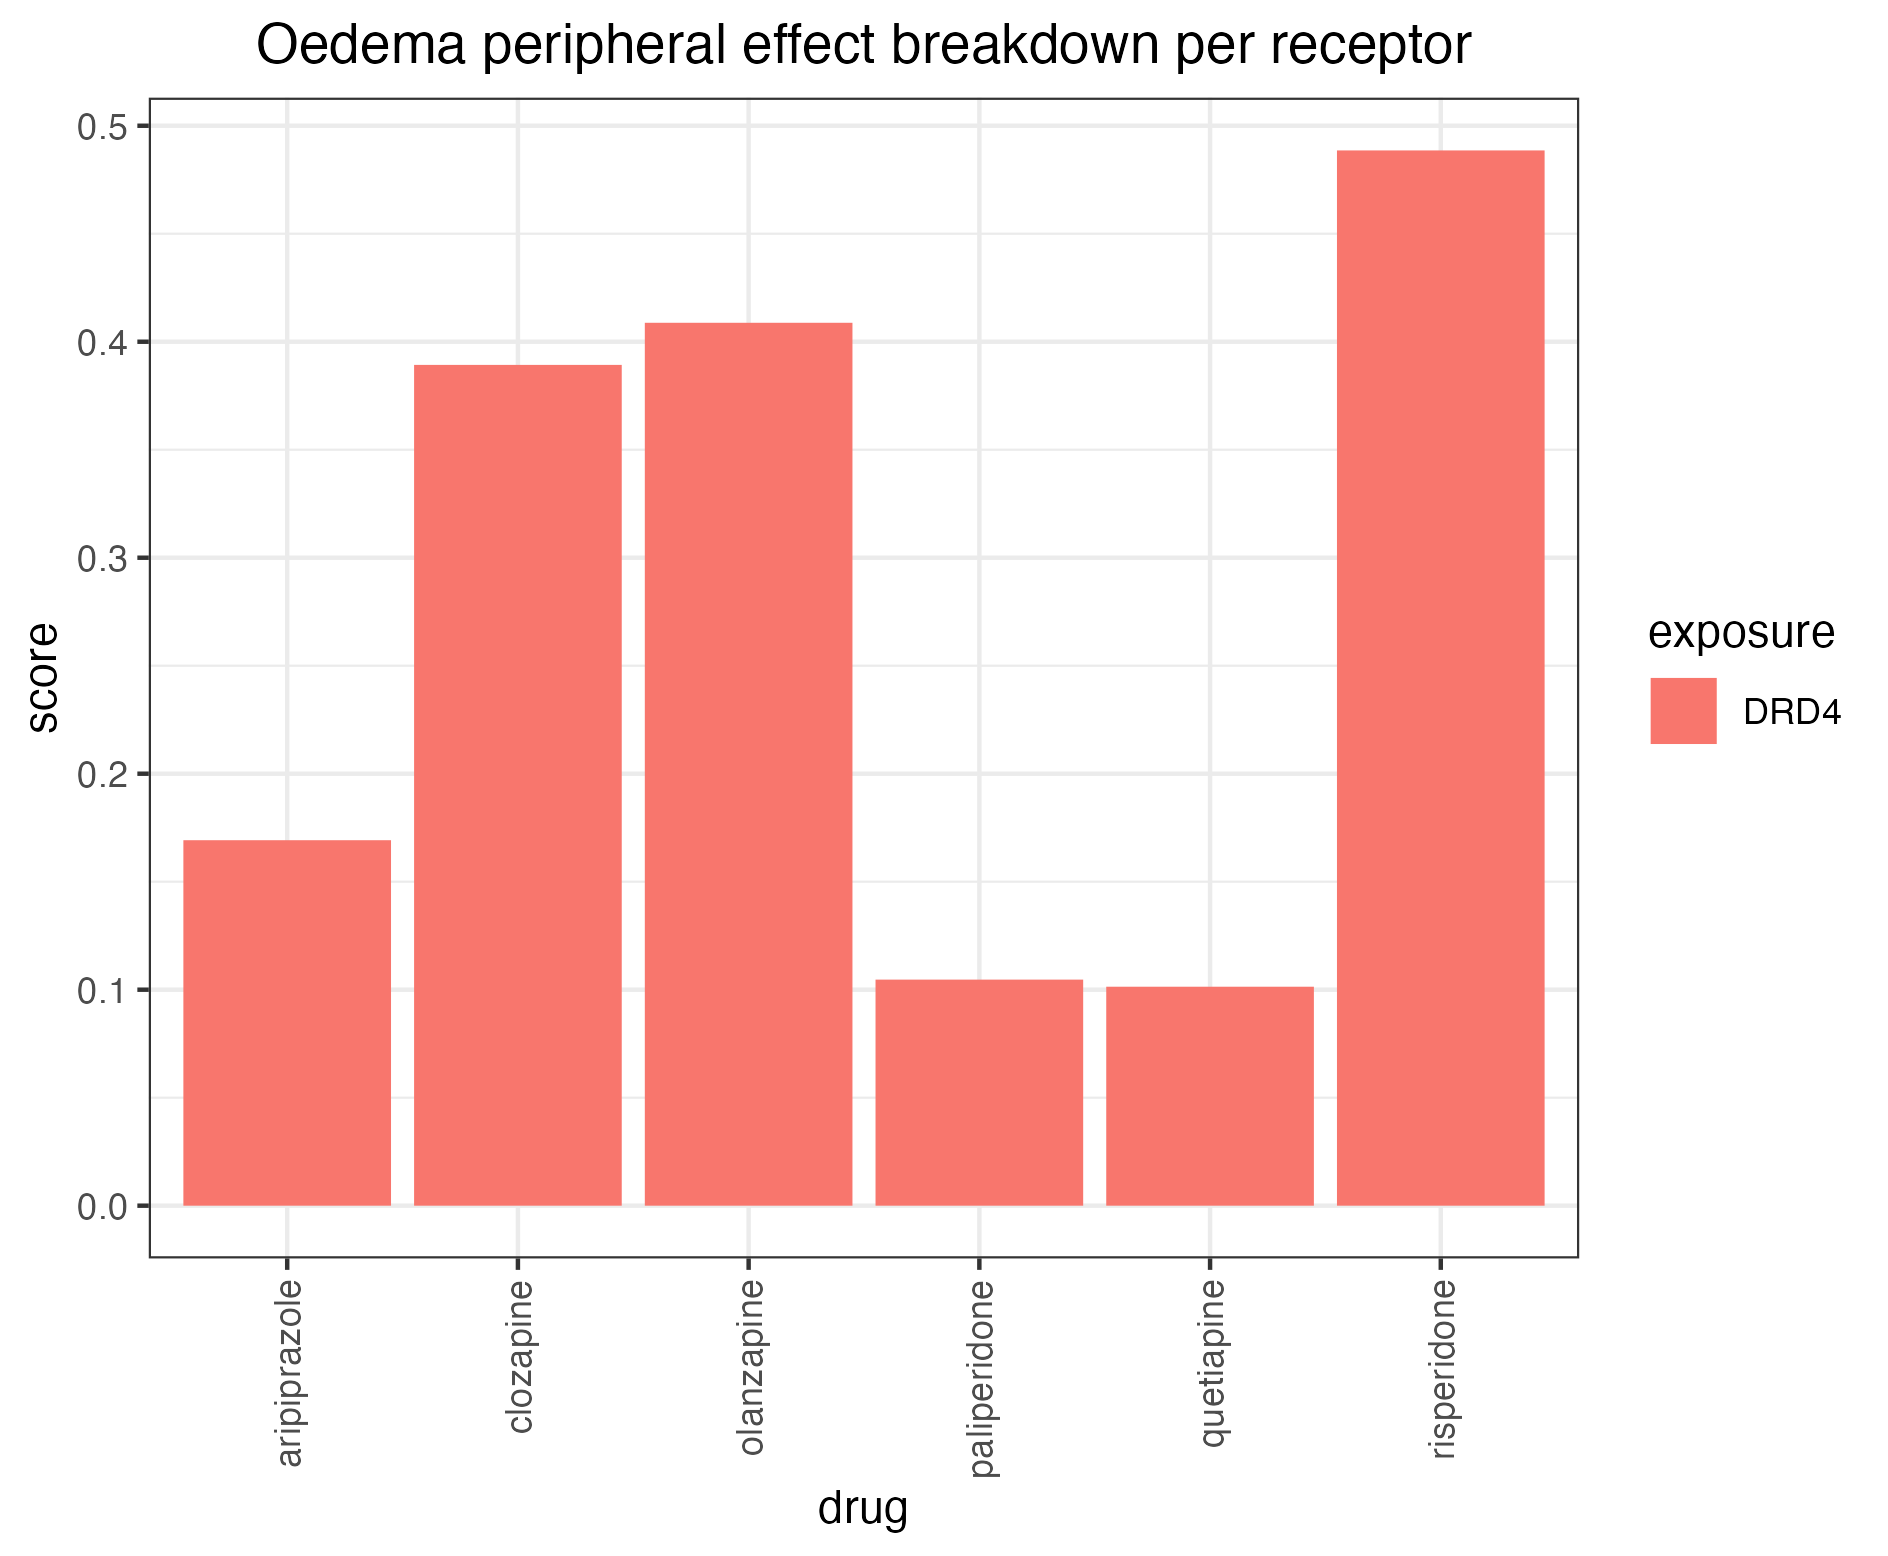 Oedema peripheral effect breakdown per receptor
0.5
0.4
0.3
0.2
0.1
0.0
score
aripiprazole
clozapine
olanzapine
paliperidone
quetiapine
risperidone
drug
exposure
DRD4